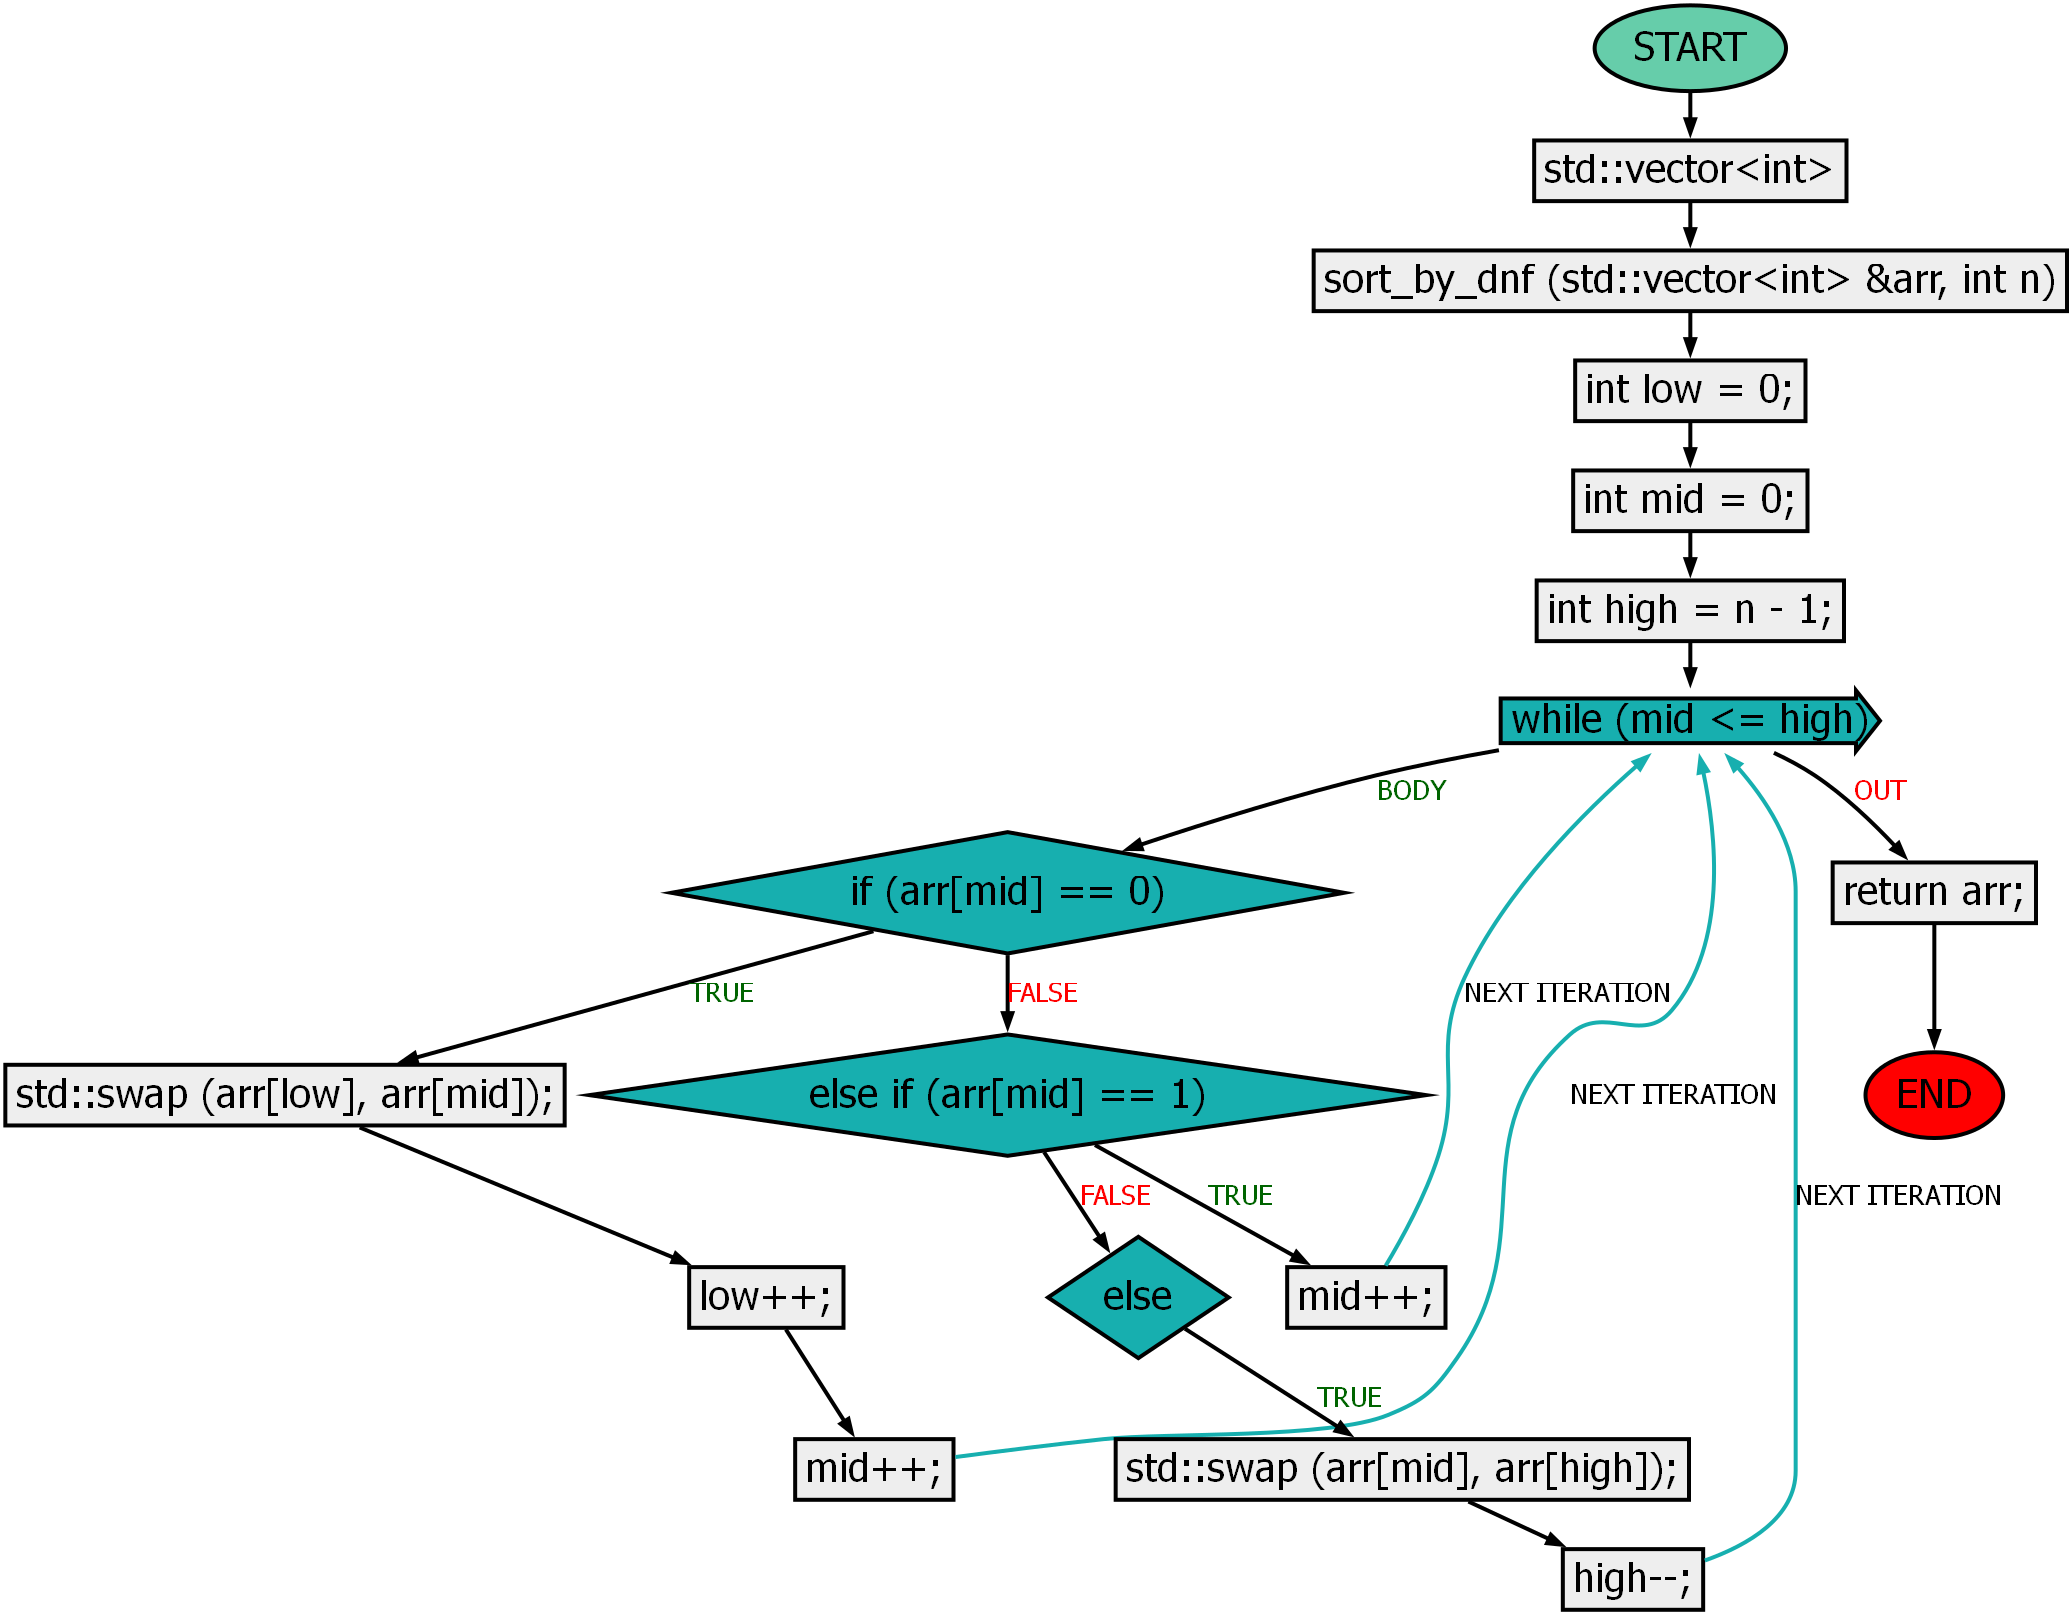 START
std::vector<int>
sort_by_dnf (std::vector<int> &arr, int n)
int low = 0;
int mid = 0;
int high = n - 1;
while (mid <= high)
BODY
OUT
if (arr[mid] == 0)
return arr;
TRUE
FALSE
NEXT ITERATION
std::swap (arr[low], arr[mid]);
else if (arr[mid] == 1)
NEXT ITERATION
END
FALSE
TRUE
NEXT ITERATION
low++;
else
mid++;
TRUE
mid++;
std::swap (arr[mid], arr[high]);
high--;